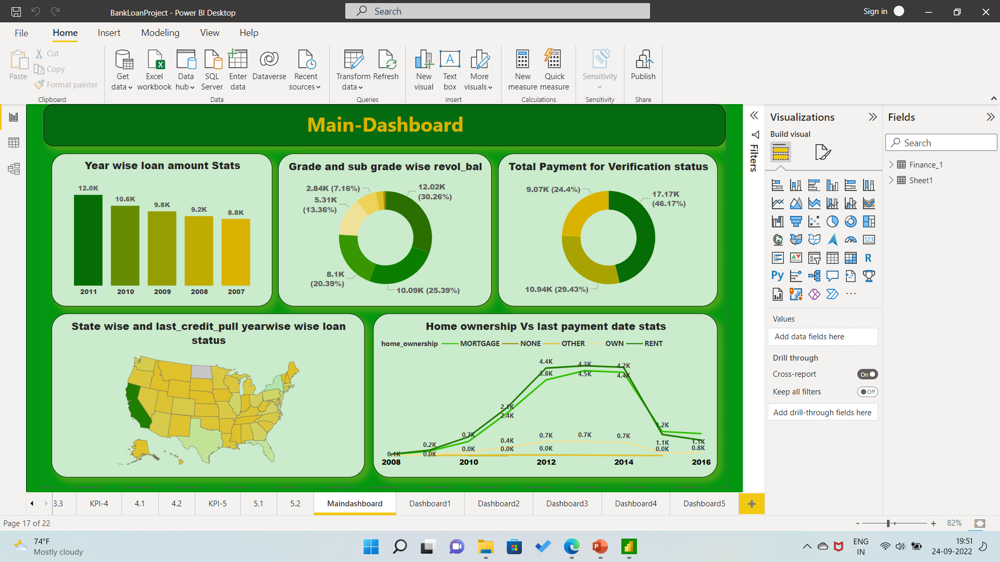 BankLoanProject - Power BI Desktop
Search
Sign in
File
Home
Insert
Modeling
View
Help
Paste
Cut
Copy
Format painter
Clipboard
Get data
Excel workbook
Data hub
SQL Server
Enter data
Dataverse
Recent sources
Data
Transform data
Refresh
Queries
New visual
Text box
More visuals
Insert
New measure
Quick measure
Calculations
Sensitivity
Sensitivity
Publish
Share
Main-Dashboard
Year wise loan amount Stats
12.0K
10.6K
9.8K
9.2K
8.8K
2011
2010
2009
2008
2007
Grade and sub grade wise revol_bal
2.84K (7.16%)
12.02K
(30.26%)
5.31K
(13.36%)
8.1K
(20.39%)
10.09K (25.39%)
Total Payment for Verification status
9.07K (24.4%)
17.17K
(46.17%)
10.94K (29.43%)
State wise and last_credit_pull yearwise wise loan
status
Home ownership Vs last payment date stats
home_ownership
MORTGAGE
NONE
OTHER
OWN
RENT
4.4K
4.3K
4.2K
3.8K
4.5K
4.4K
2.1K
2.4K
1.2K
0.7K
0.7K
0.7K
0.7K
0.4K
0.2K
1.1K
1.1K
0.0K
0.0K
0.0K
0.0K
0.8K
0.1K
0.0K
2008
2010
2012
2014
2016
Filters
Visualizations
Build visual
123
R
Py
Values
Add data fields here
Drill through
Cross-report
On
Keep all filters
Off
Add drill-through fields here
Fields
Search
Finance_1
Sheet1
3.3
KPI-4
4.1
4.2
KPI-5
5.1
5.2
Maindashboard
Dashboard1
Dashboard2
Dashboard3
Dashboard4
Dashboard5
Page 17 of 22
82%
74°F
Mostly cloudy
ENG
IN
19:51
24-09-2022